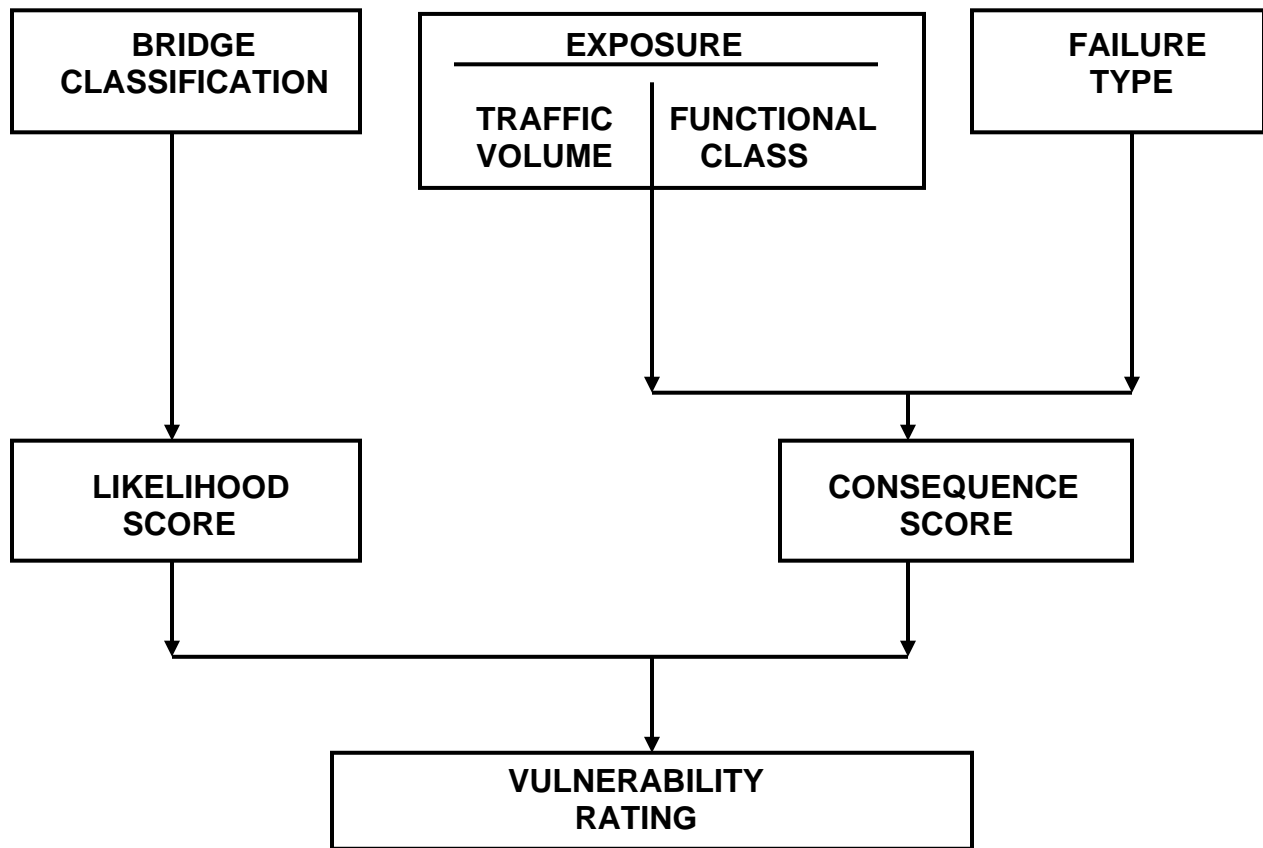 BRIDGE
CLASSIFICATION
EXPOSURE
TRAFFIC
VOLUME
FUNCTIONAL
CLASS
FAILURE
TYPE
LIKELIHOOD
SCORE
CONSEQUENCE
SCORE
VULNERABILITY
RATING